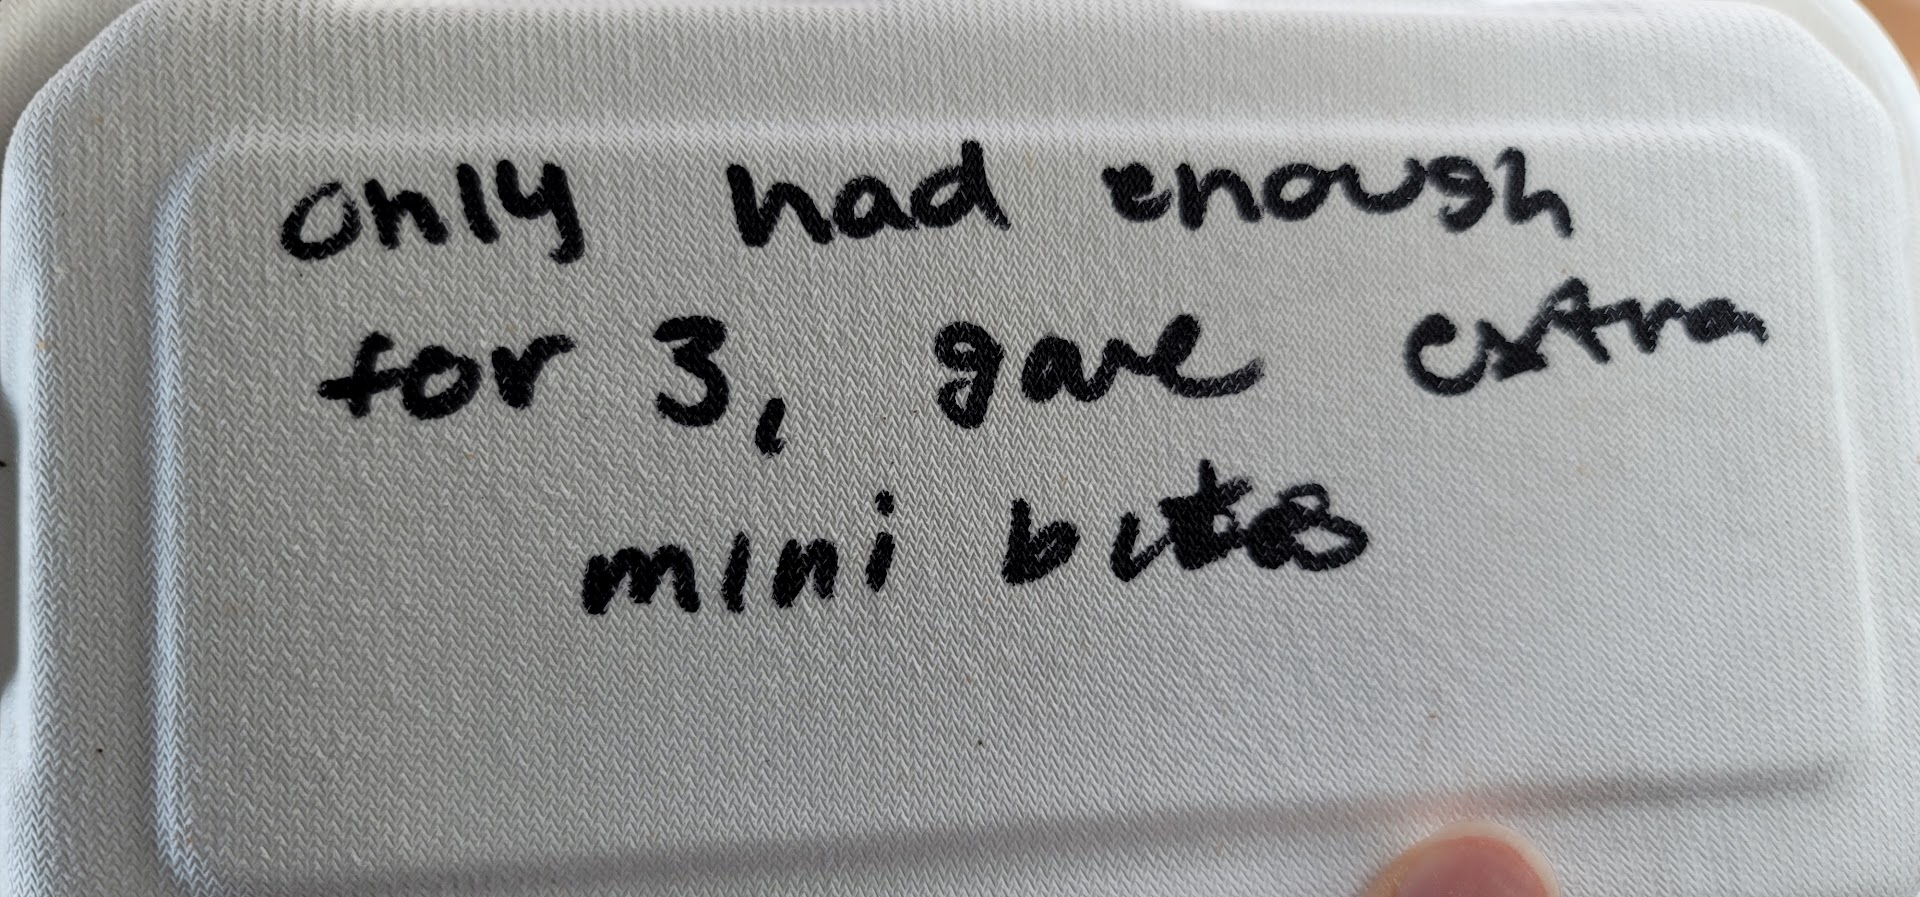 only had enough
for 3, gave extra
mini bites